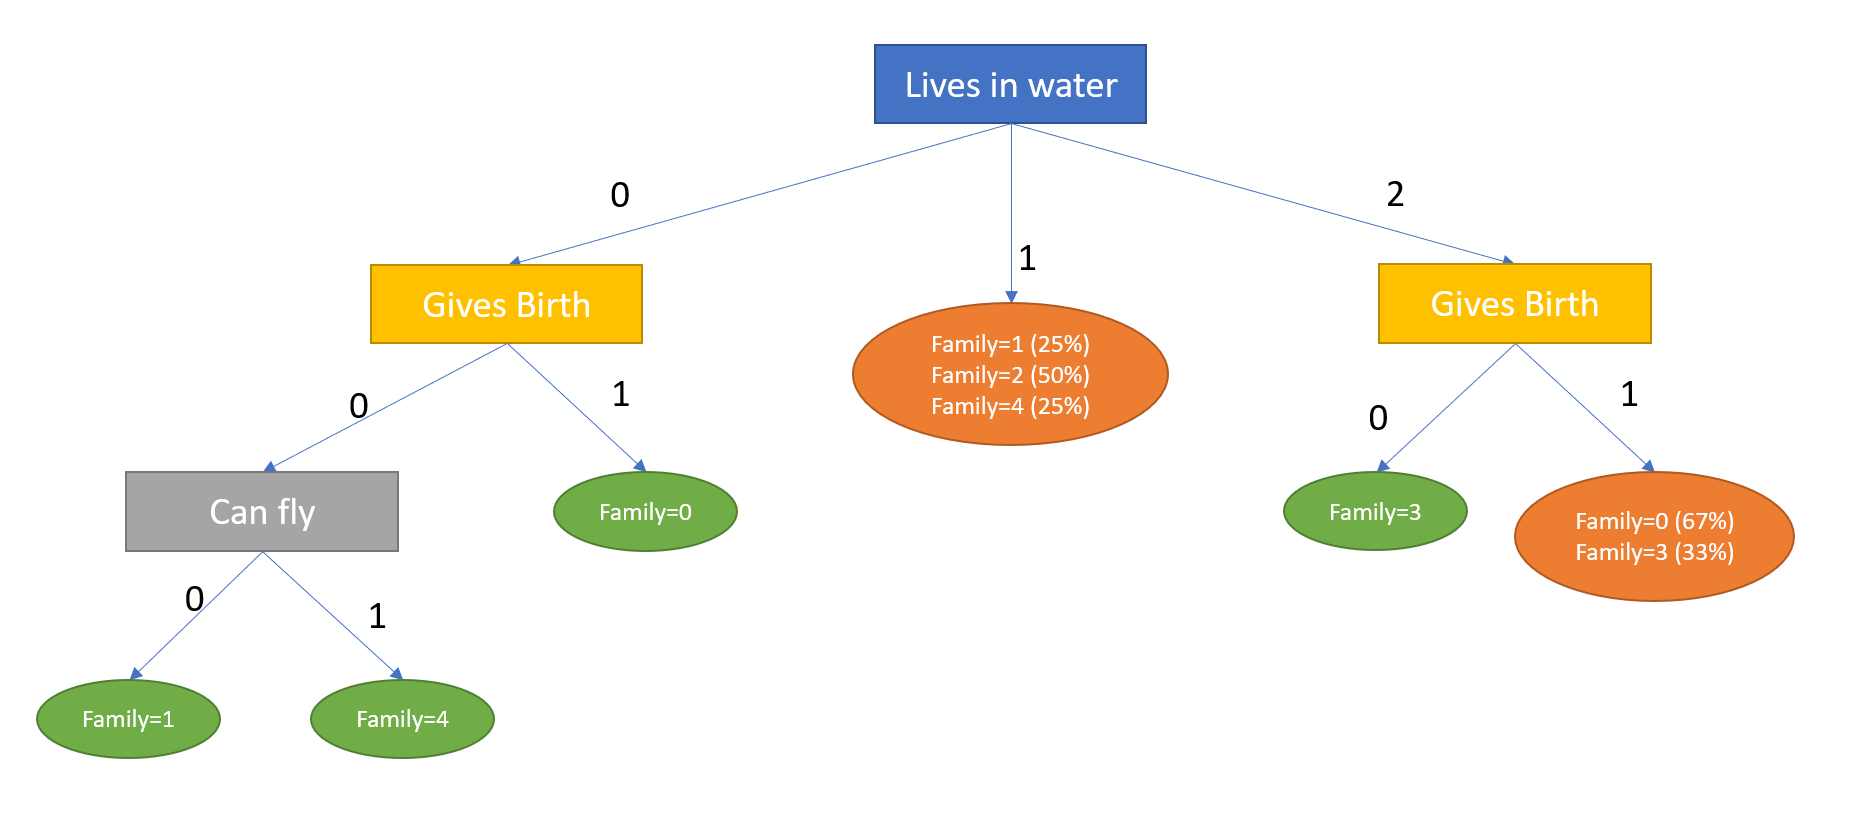 Lives in water
0
2
1
Gives Birth
Gives Birth
Family=1 (25%)
Family=2 (50%)
Family=4 (25%)
0
1
0
1
Can fly
Family=0
Family=3
Family=0 (67%)
Family=3 (33%)
0
1
Family=1
Family=4